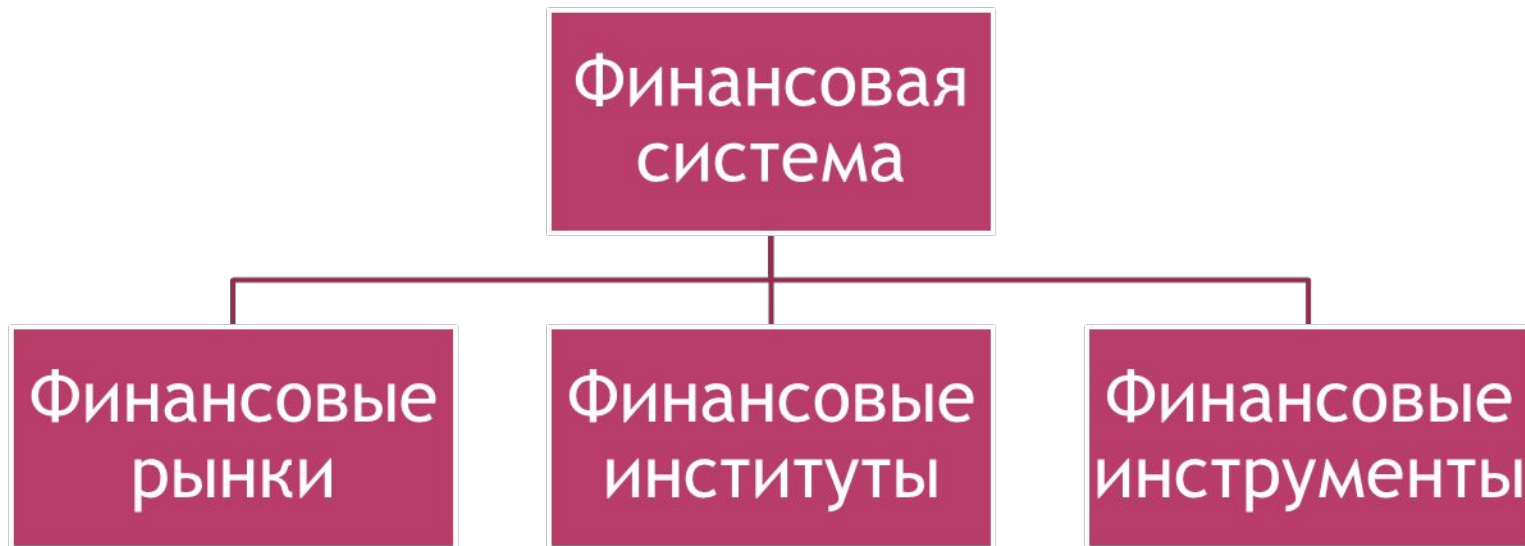 Финансовая
система
Финансовые
рынки
Финансовые
институты
Финансовые
инструменты